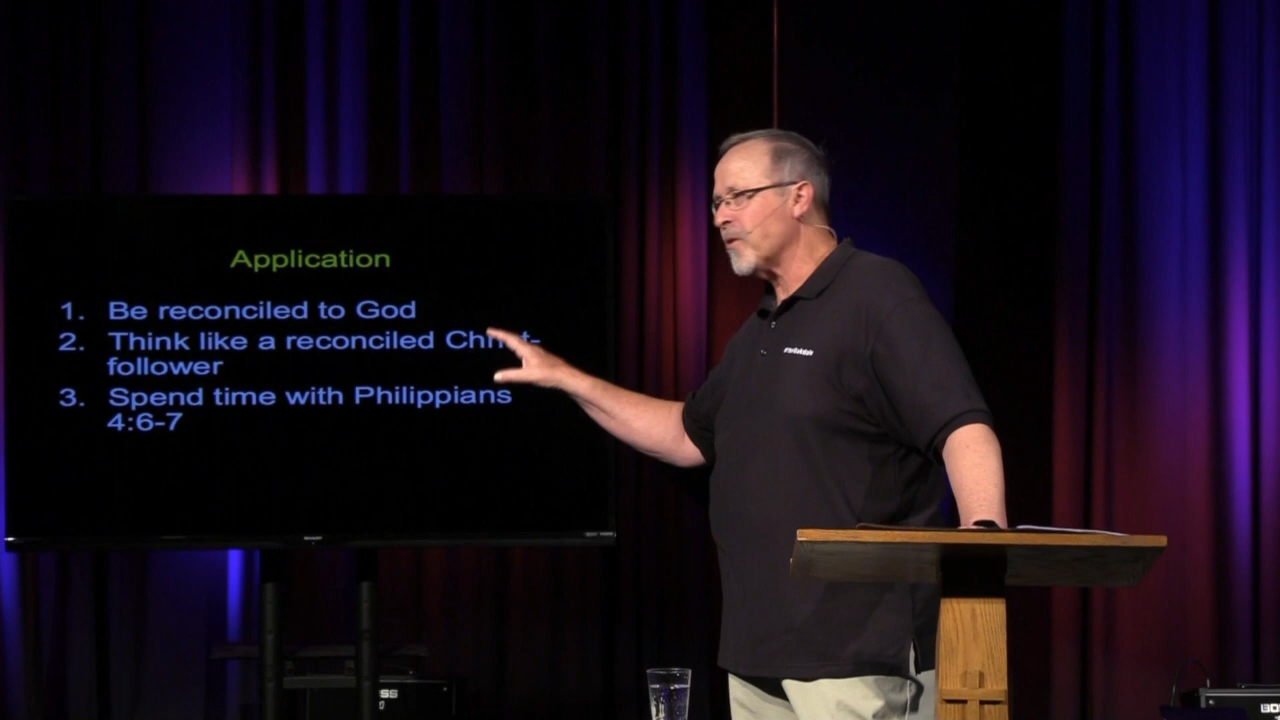 Application
1. Be reconciled to God
2. Think like a reconciled
follower
3. Spend time with Philippians
4:6-7
SHARP